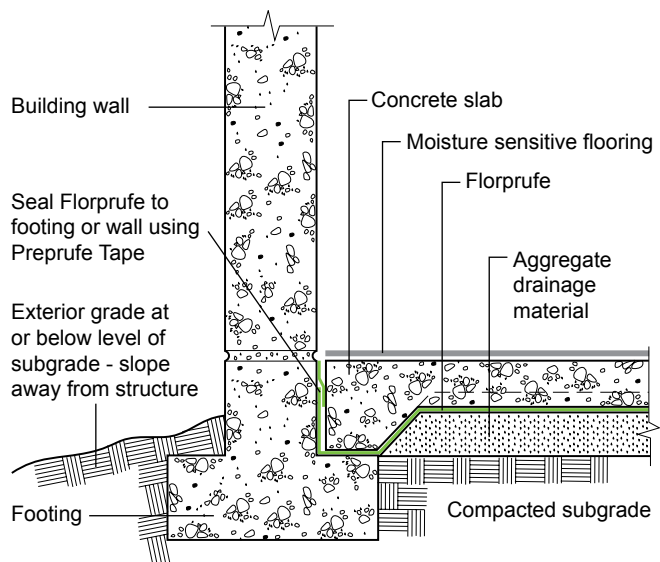 Building wall
Seal Florprufe to
footing or wall using
Preprufe Tape
Exterior grade at
or below level of
subgrade - slope
away from structure
Footing
Concrete slab
Moisture sensitive flooring
Florprufe
Aggregate
drainage
material
Compacted subgrade